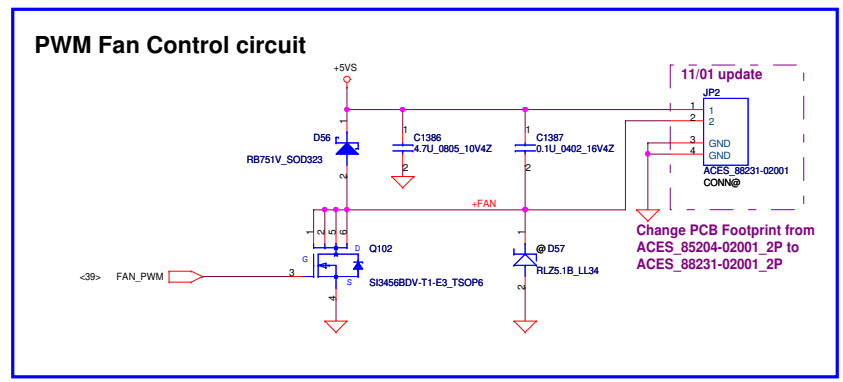 PWM Fan Control circuit
+5VS
11/01 update
JP2
1
2
3
4
1
2
GND
GND
ACES_88231-02001
CONN@
1
D56
2
RB751V_SOD323
1
C1386
4.7U_0805_10V4Z
2
1
C1387
0.1U_0402_16V4Z
2
+FAN
Change PCB Footprint from
ACES_85204-02001_2P to
ACES_88231-02001_2P
1
2
5
6
D
Q102
G
3
S
4
SI3456BDV-T1-E3_TSOP6
1
@ D57
RLZ5.1B_LL34
2
<39>
FAN_PWM